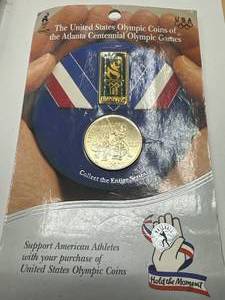 The United States Olympic Coins of
the Atlanta Centennial Olympic Games
USA
Collect the Entire Series
Support American Athletes
with your purchase of
United States Olympic Coins
Hold the Moment